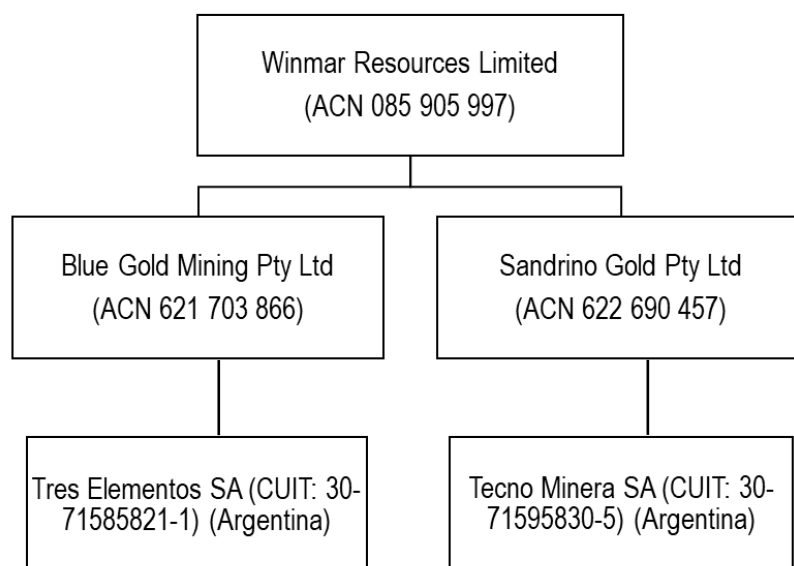 Winmar Resources Limited
(ACN 085 905 997)
Blue Gold Mining Pty Ltd
(ACN 621 703 866)
Sandrino Gold Pty Ltd
(ACN 622 690 457)
Tres Elementos SA (CUIT: 30-
71585821-1) (Argentina)
Tecno Minera SA (CUIT: 30-
71595830-5) (Argentina)